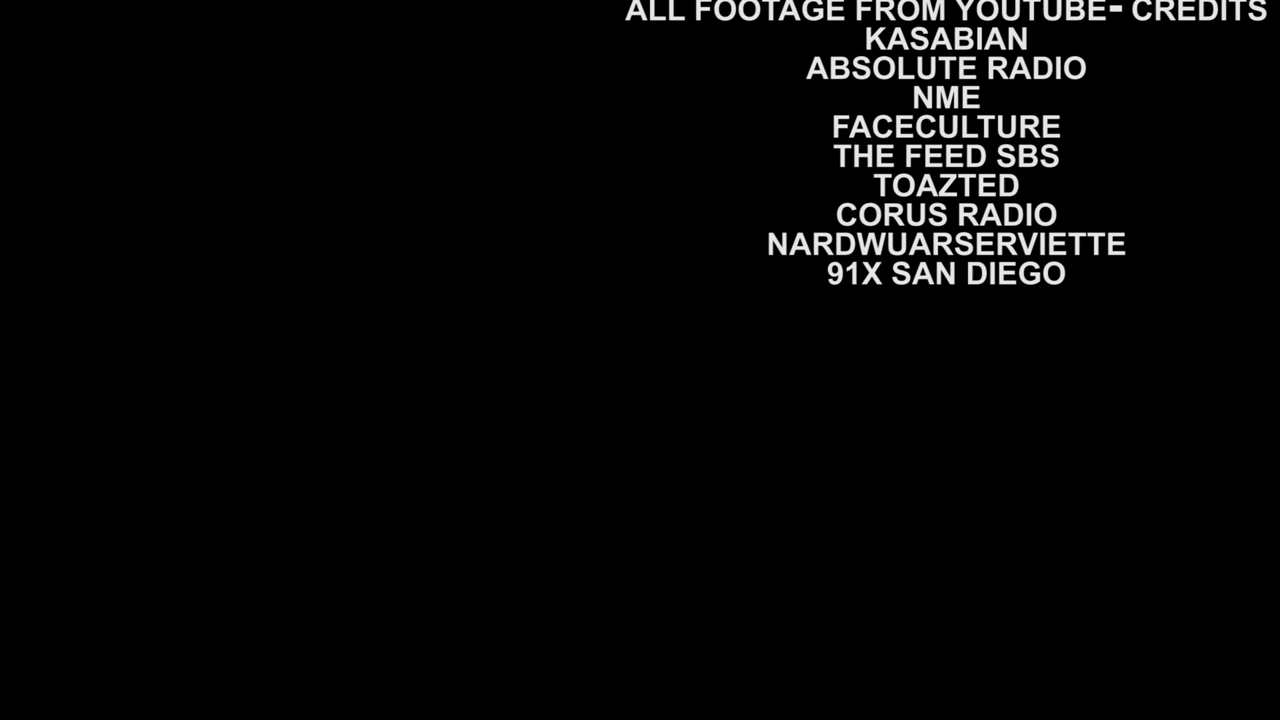 ALL FOOTAGE FROM YOUTUBE- CREDITS
KASABIAN
ABSOLUTE RADIO
NME
FACECULTURE
THE FEED SBS
TOAZTED
CORUS RADIO
NARDWUARSERVIETTE
91X SAN DIEGO